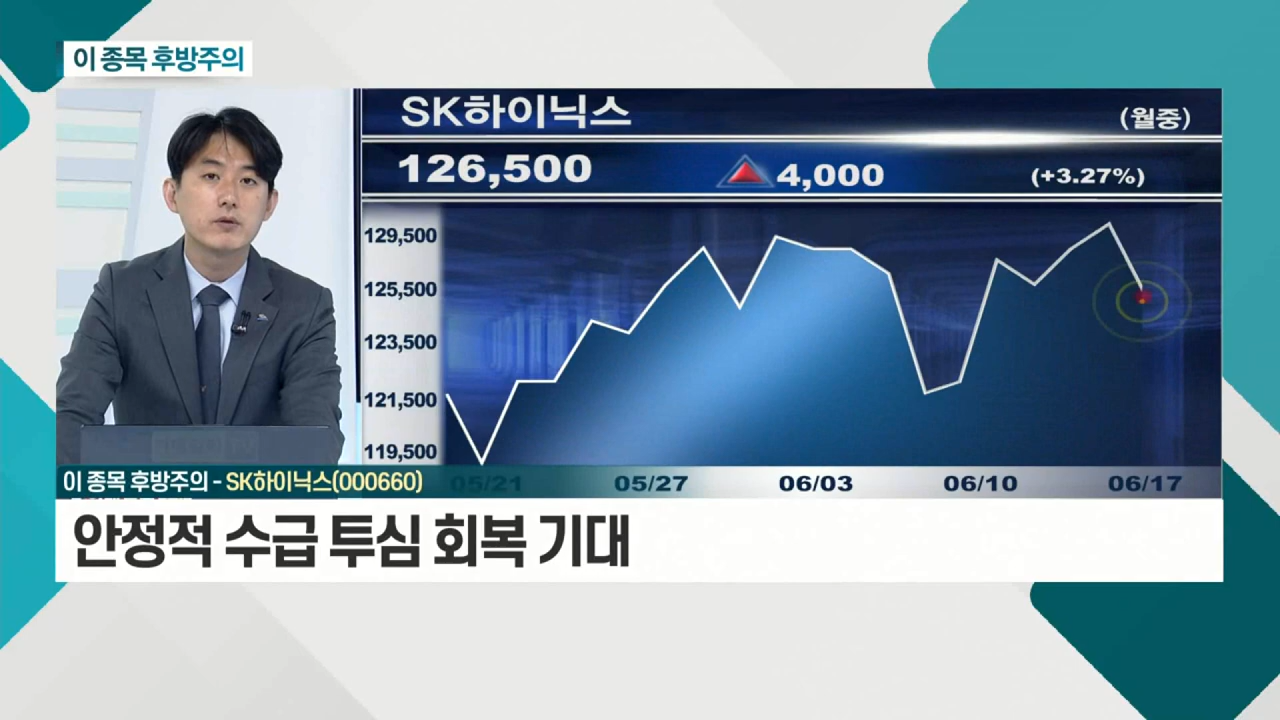 이 종목 후방주의
SK하이닉스
(월중)
126,500 ▲ 4,000 (+3.27%)
129,500
125,500
123,500
121,500
119,500
05/21 05/27 06/03 06/10 06/17
이 종목 후방주의 - SK하이닉스(000660)
안정적 수급 투심 회복 기대